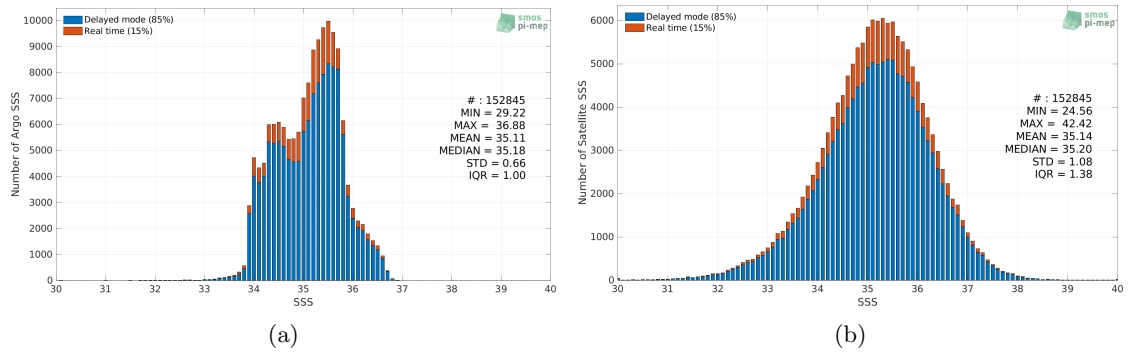 Delayed mode (85%)
Real time (15%)
smos
pi-mep
10000
9000
8000
7000
6000
5000
4000
3000
2000
1000
0
Number of Argo SSS
# : 152845
MIN = 29.22
MAX = 36.88
MEAN = 35.11
MEDIAN = 35.18
STD = 0.66
IQR = 1.00
30 31 32 33 34 35 36 37 38 39 40
SSS
(a)
Delayed mode (85%)
Real time (15%)
smos
pi-mep
6000
5000
4000
3000
2000
1000
0
Number of Satellite SSS
# : 152845
MIN = 24.56
MAX = 42.42
MEAN = 35.14
MEDIAN = 35.20
STD = 1.08
IQR = 1.38
30 31 32 33 34 35 36 37 38 39 40
SSS
(b)